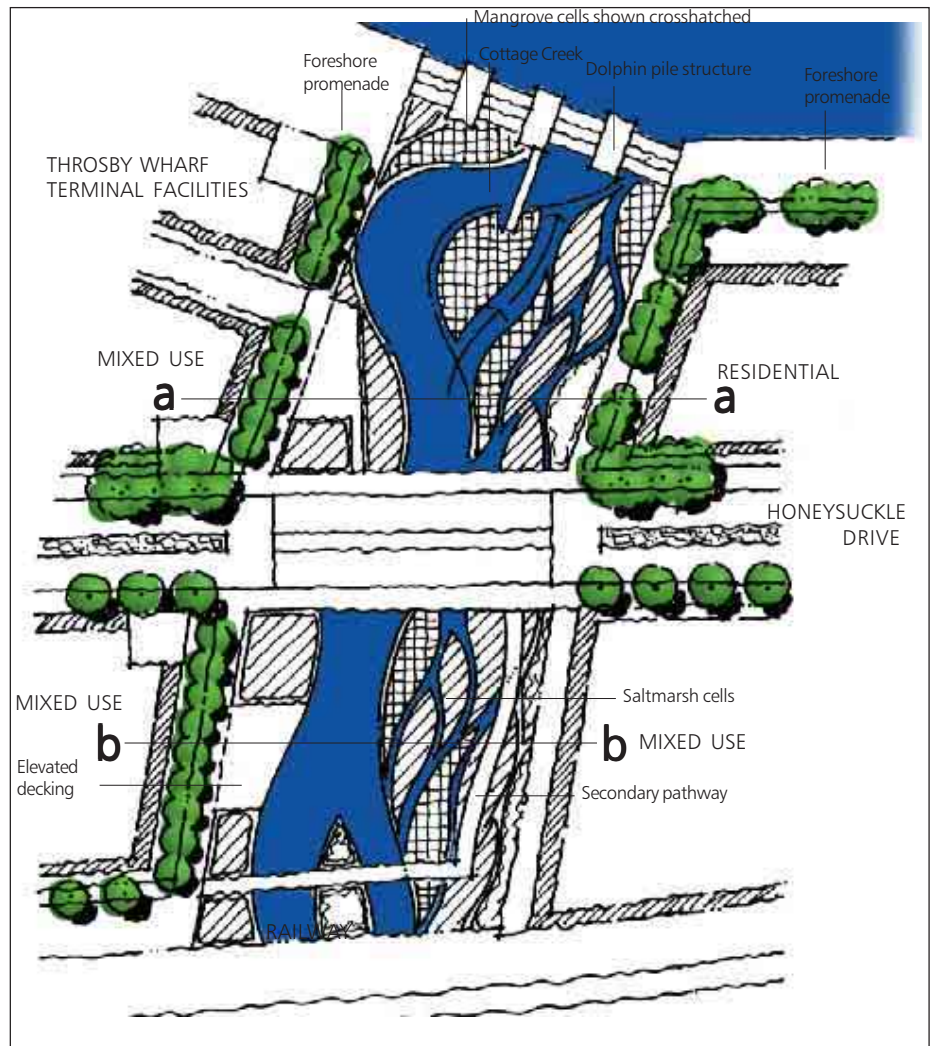 Mangrove cells shown crosshatched
Cottage Creek
Dolphin pile structure
Foreshore
promenade
Foreshore
promenade
THROSBY WHARF
TERMINAL FACILITIES
MIXED USE
RESIDENTIAL
a
a
HONEYSUCKLE
DRIVE
Saltmarsh cells
MIXED USE
b
b
MIXED USE
Elevated
decking
Secondary pathway
RAILWAY